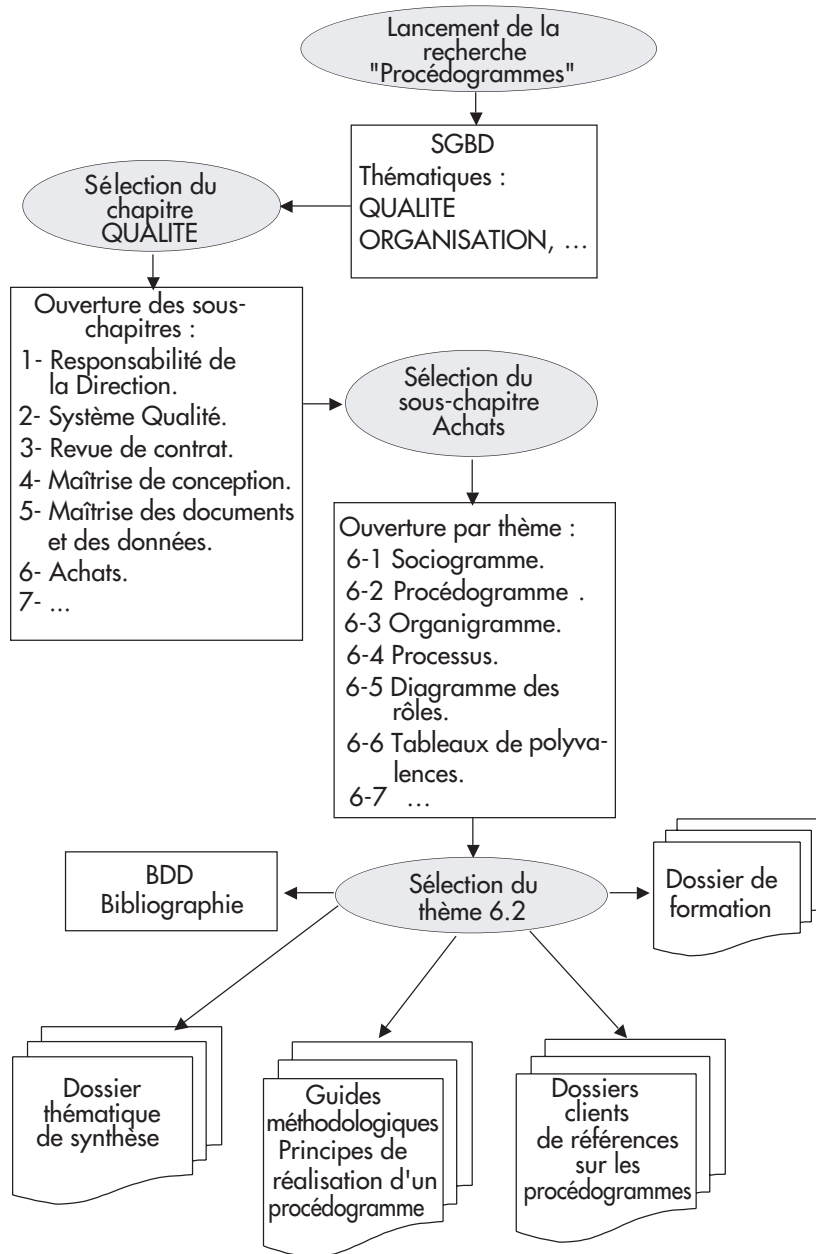 Lancement de la
recherche
"Procédogrammes"
SGBD
Thématiques :
QUALITE
ORGANISATION, ...
Sélection du
chapitre
QUALITE
Ouverture des sous-
chapitres :
1- Responsabilité de
la Direction.
2- Système Qualité.
3- Revue de contrat.
4- Maîtrise de conception.
5- Maîtrise des documents
et des données.
6- Achats.
7- ...
Sélection du
sous-chapitre
Achats
Ouverture par thème :
6-1 Sociogramme.
6-2 Procédogramme .
6-3 Organigramme.
6-4 Processus.
6-5 Diagramme des
rôles.
6-6 Tableaux de polyva-
lences.
6-7 ...
BDD
Bibliographie
Sélection du
thème 6.2
Dossier de
formation
Dossier
thématique
de synthèse
Guides
méthodologiques
Principes de
réalisation d'un
procédogramme
Dossiers
clients
de références
sur les
procédogrammes